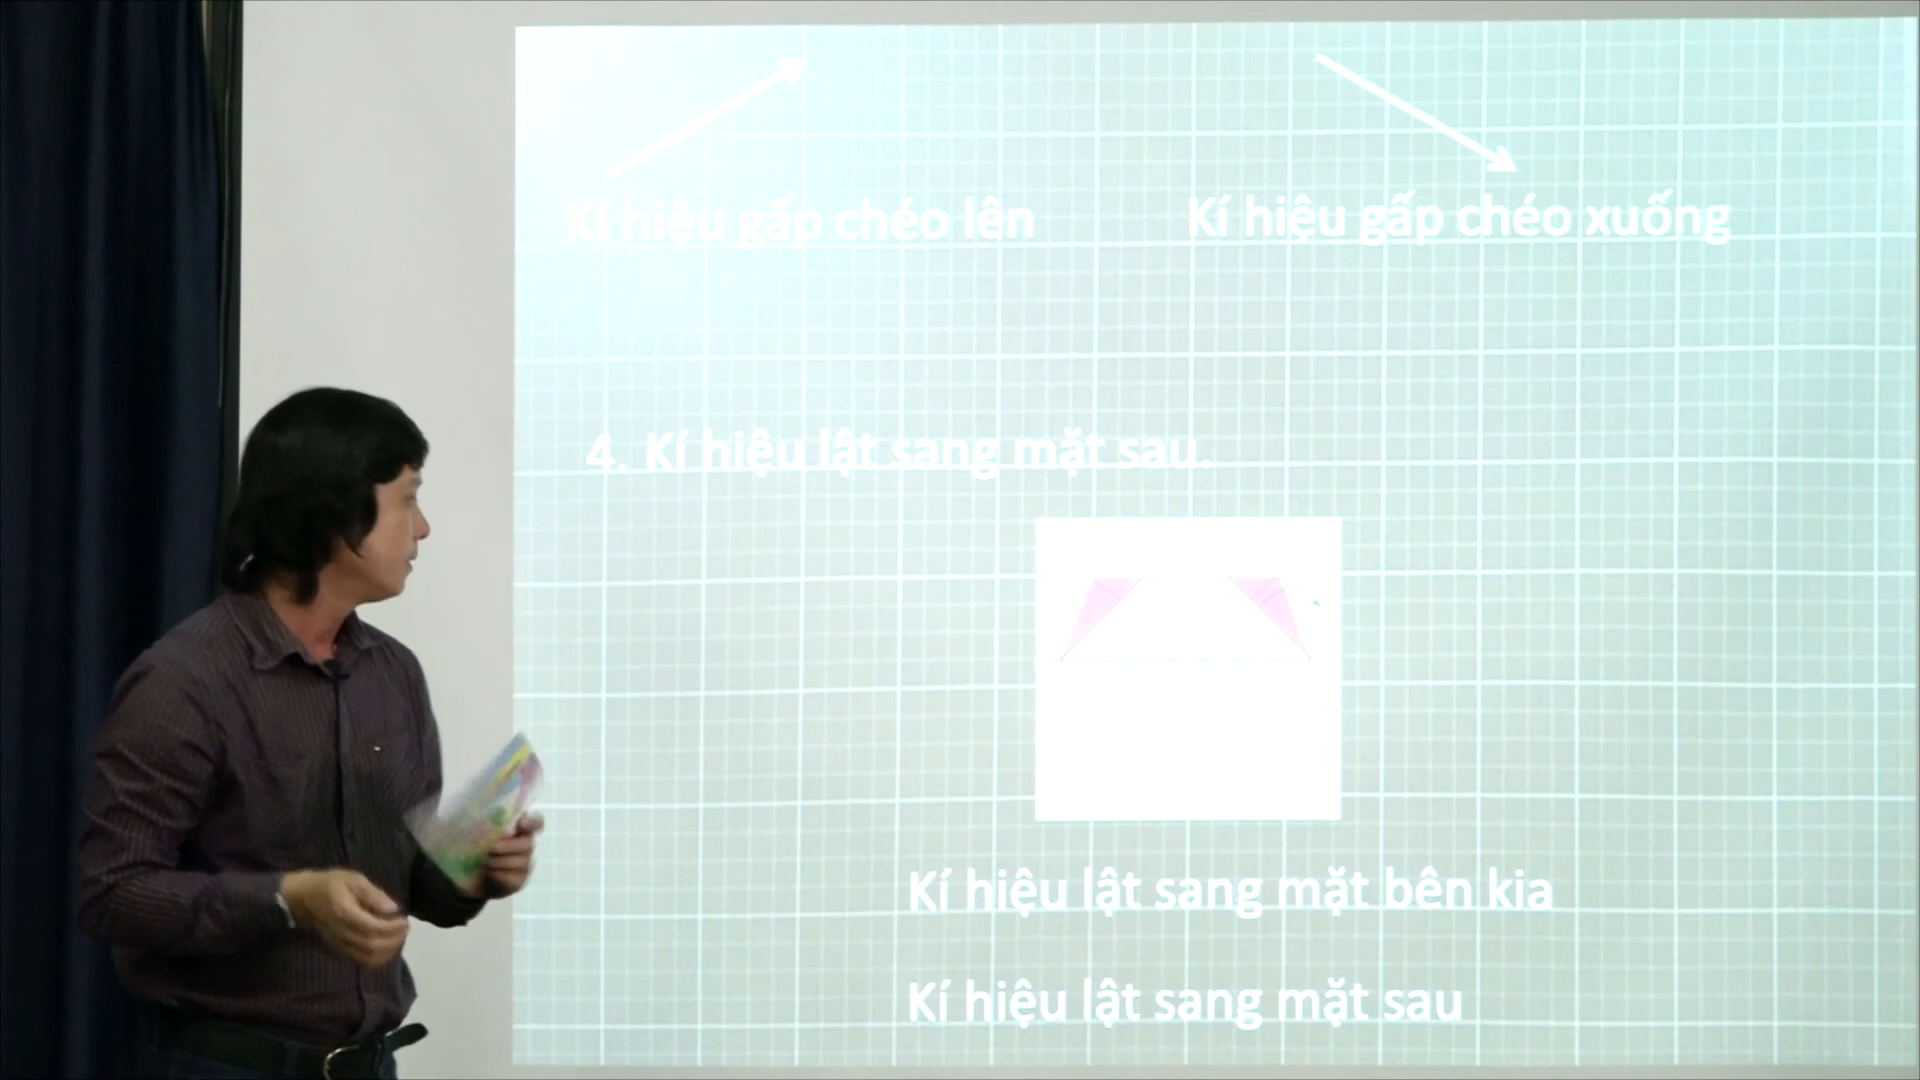 Kí hiệu gấp chéo lên
Kí hiệu gấp chéo xuống
4. Kí hiệu lật sang mặt sau.
Kí hiệu lật sang mặt bên kia
Kí hiệu lật sang mặt sau